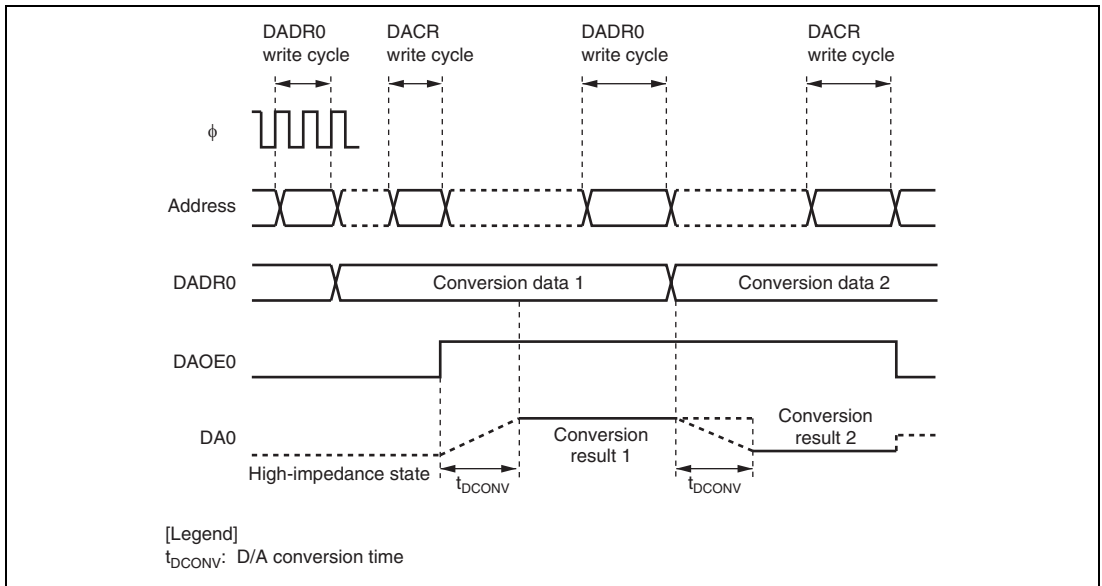 DADR0
write cycle
DACR
write cycle
DADR0
write cycle
DACR
write cycle
ϕ
Address
DADR0
Conversion data 1
Conversion data 2
DAOE0
DA0
Conversion
result 1
Conversion
result 2
High-impedance state
tDCONV
tDCONV
[Legend]
tDCONV: D/A conversion time